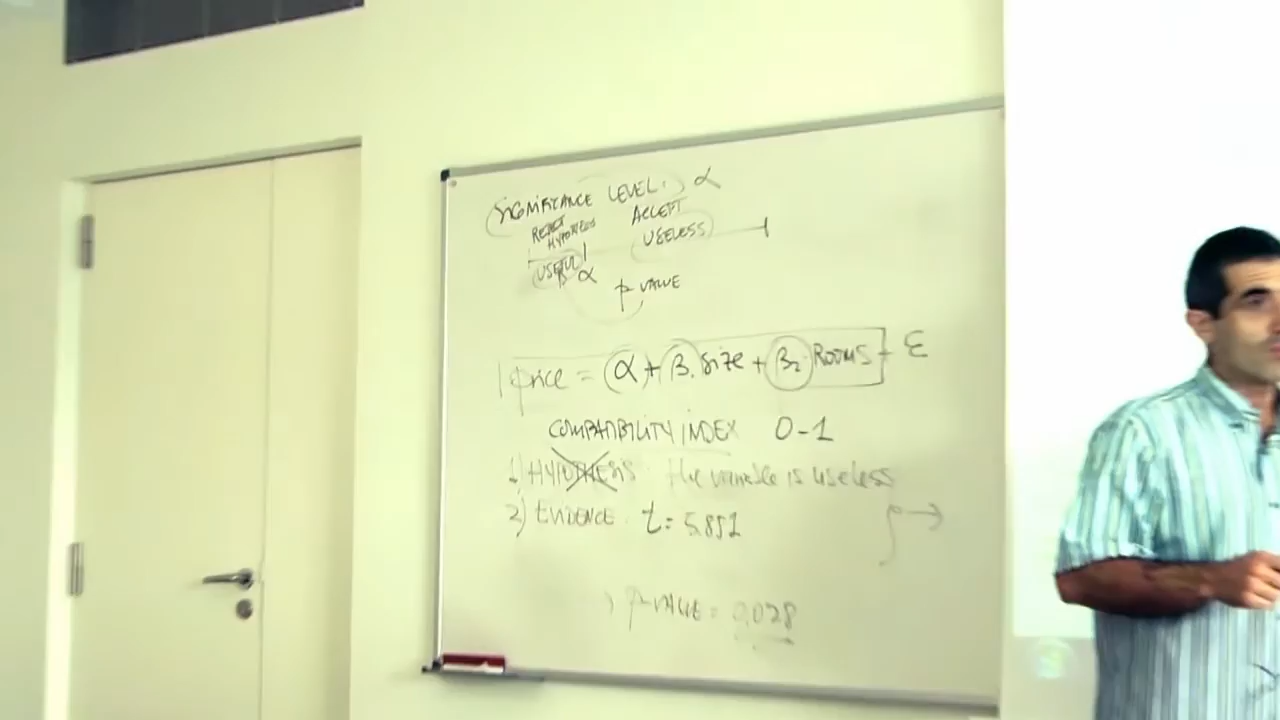 SIGNIFICANCE LEVEL: α
REJECT ACCEPT
HYPOTHESIS USELESS
USEFUL α
p VALUE
price = α + β₁ Size + β₂ ROOMS + ε
COMPATIBILITY INDEX 0-1
1) HYPOTHESIS: the variable is useless
2) EVIDENCE: t = 5.851
p-VALUE = 0,028